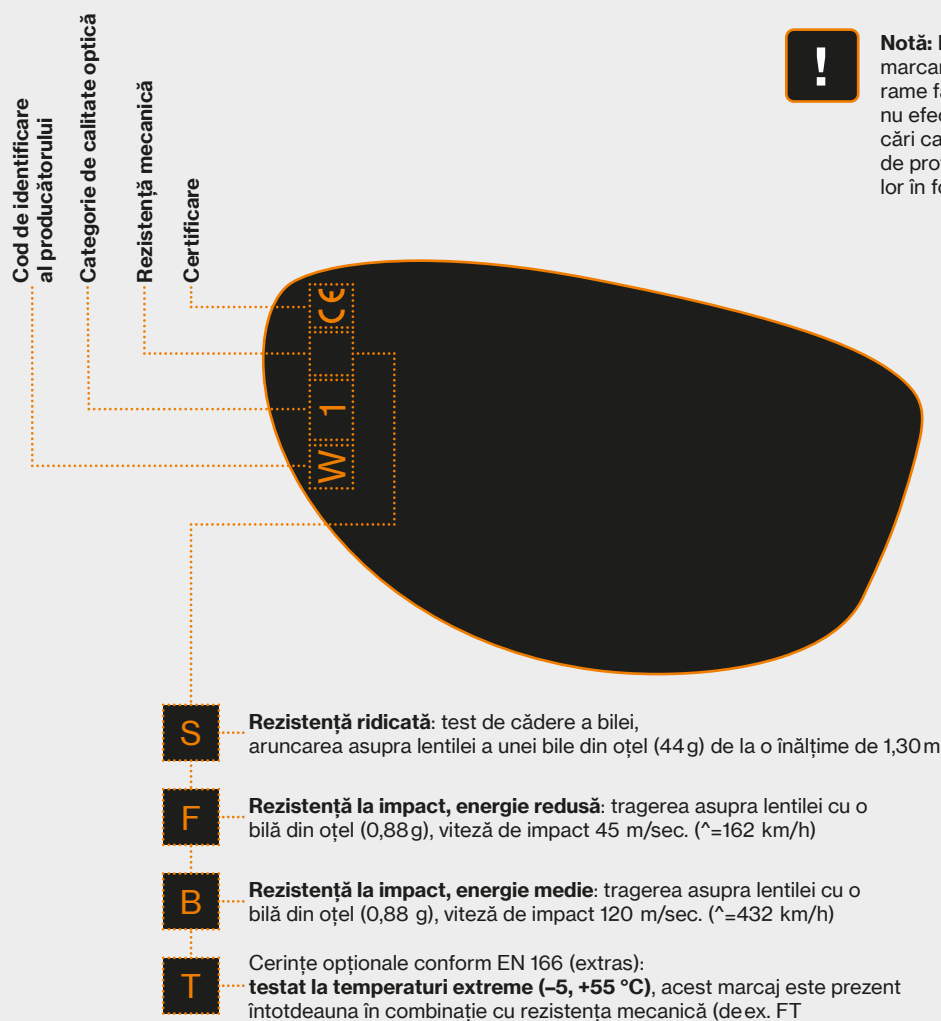 Cod de identificare
al producătorului
Categorie de calitate optică
Rezistență mecanică
Certificare
!
Notă:
nu efec
de pro
lor în fo
W 1 CE
S
Rezistență ridicată: test de cădere a bilei,
aruncarea asupra lentilei a unei bile din oțel (44 g) de la o înălțime de 1,30 m
F
Rezistență la impact, energie redusă: tragerea asupra lentilei cu o
bilă din oțel (0,88 g), viteză de impact 45 m/sec. (^=162 km/h)
B
Rezistență la impact, energie medie: tragerea asupra lentilei cu o
bilă din oțel (0,88 g), viteză de impact 120 m/sec. (^=432 km/h)
T
Cerințe opționale conform EN 166 (extras):
testat la temperaturi extreme (–5, +55 °C), acest marcaj este prezent
întotdeauna în combinație cu rezistența mecanică (de ex. FT